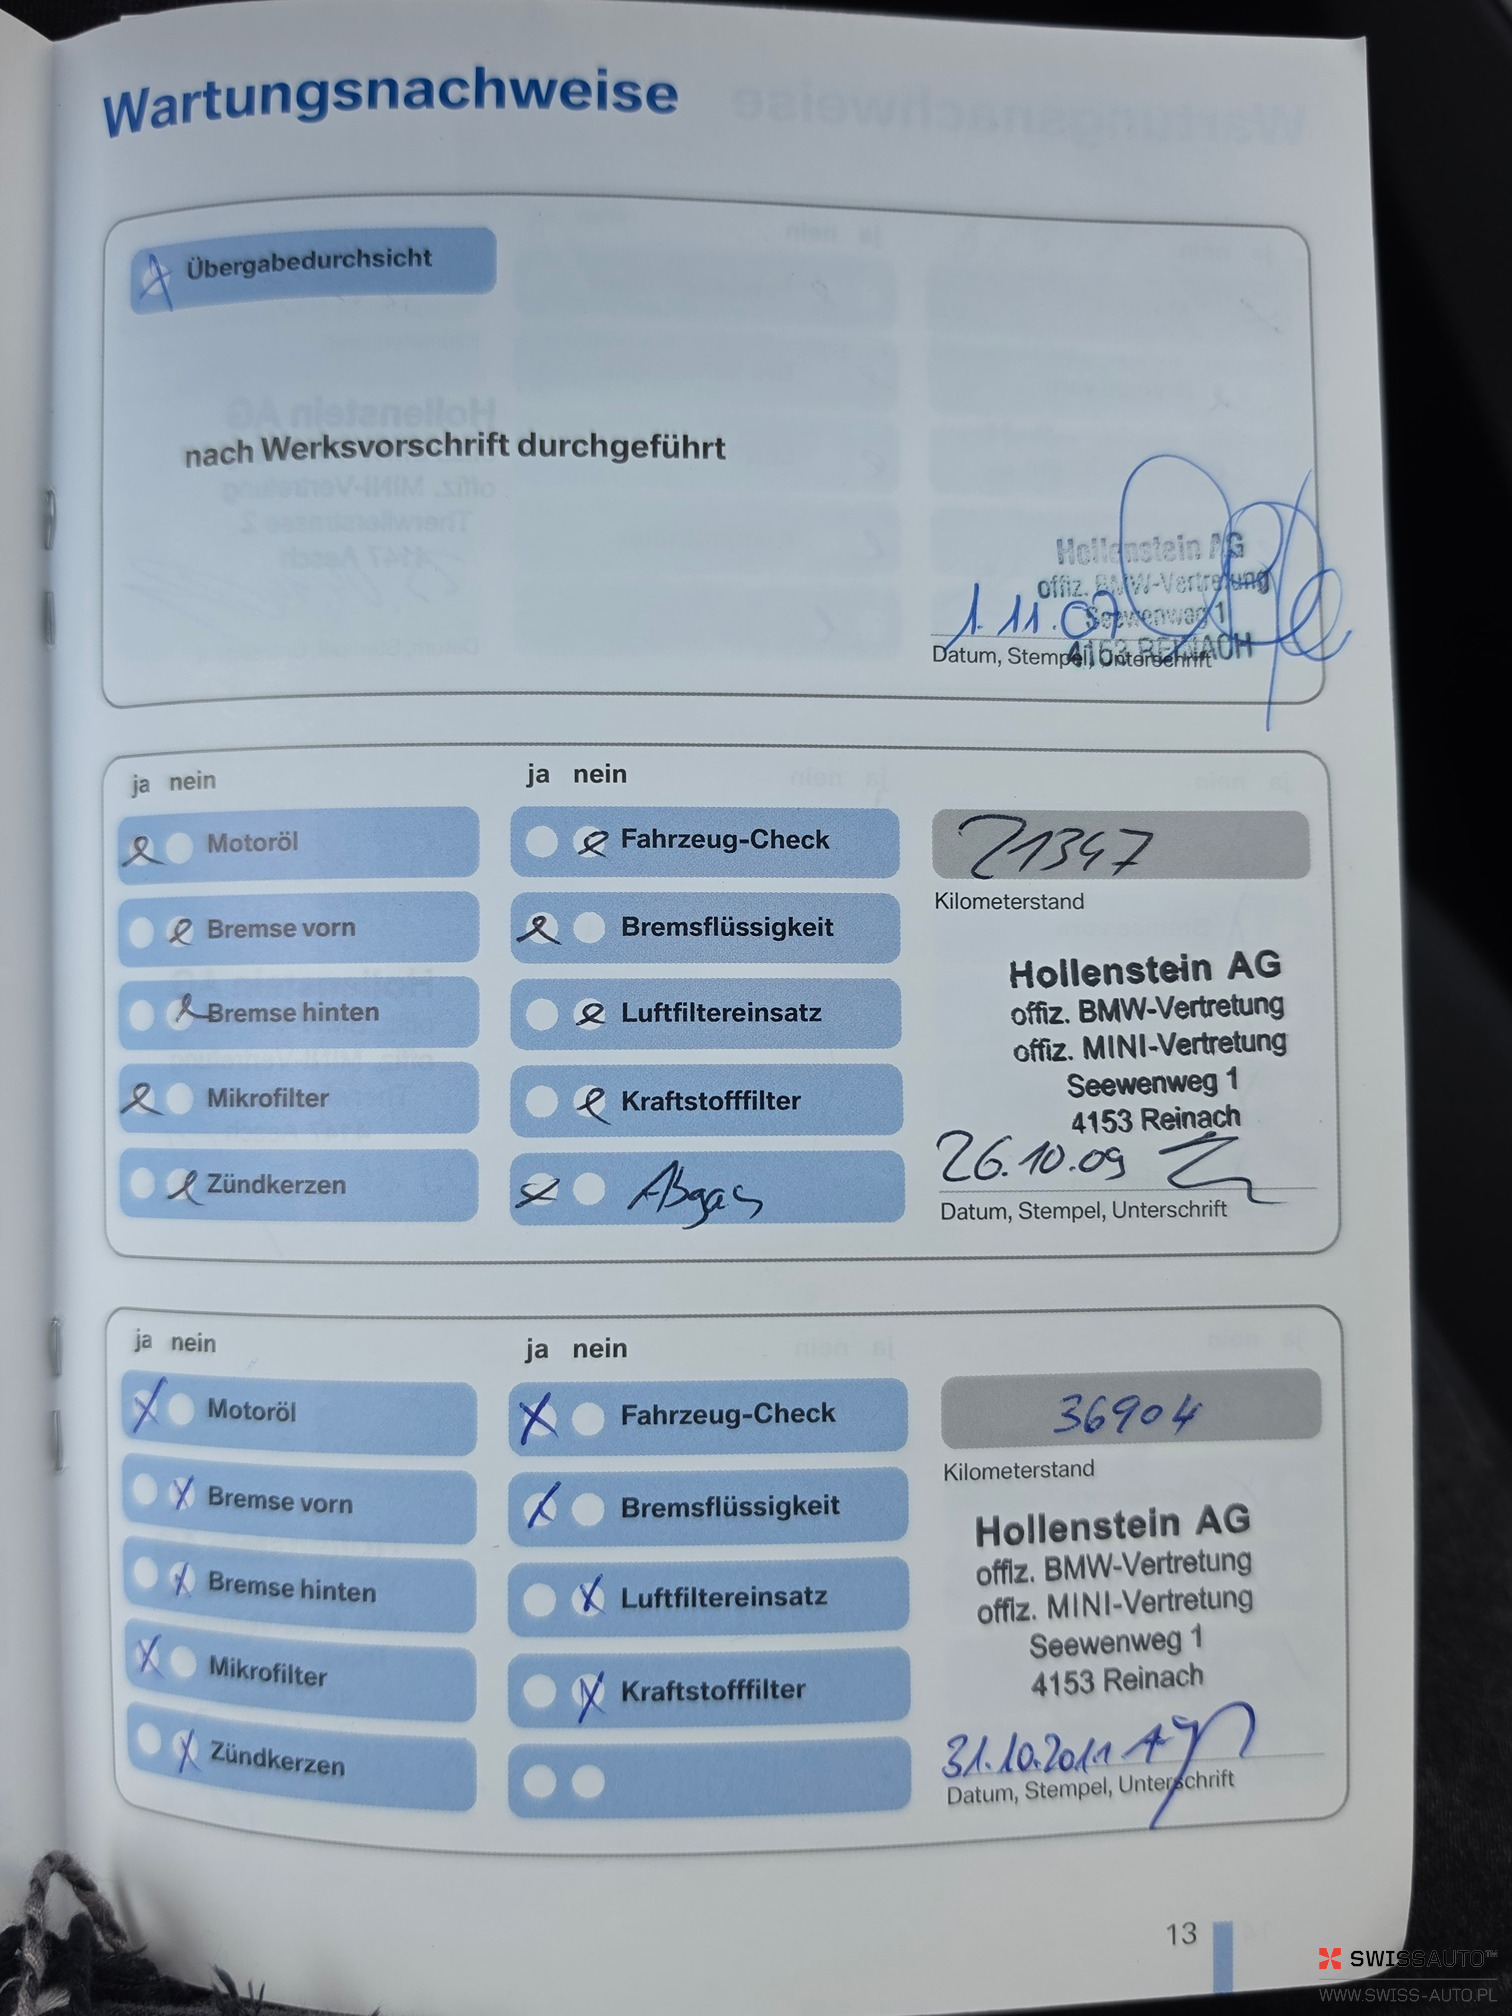 Wartungsnachweise
Übergabedurchsicht
nach Werksvorschrift durchgeführt
Hollenstein AG
offiz. BMW-Vertretung
Seewenweg 1
4153 REINACH
1.11.07
Datum, Stempel, Unterschrift
ja nein
Motoröl
Bremse vorn
Bremse hinten
Mikrofilter
Zündkerzen
ja nein
Fahrzeug-Check
Bremsflüssigkeit
Luftfiltereinsatz
Kraftstofffilter
Abgas
21347
Kilometerstand
Hollenstein AG
offiz. BMW-Vertretung
offiz. MINI-Vertretung
Seewenweg 1
4153 Reinach
26.10.09
Datum, Stempel, Unterschrift
ja nein
Motoröl
Bremse vorn
Bremse hinten
Mikrofilter
Zündkerzen
ja nein
Fahrzeug-Check
Bremsflüssigkeit
Luftfiltereinsatz
Kraftstofffilter
36904
Kilometerstand
Hollenstein AG
offiz. BMW-Vertretung
offiz. MINI-Vertretung
Seewenweg 1
4153 Reinach
31.10.2011
Datum, Stempel, Unterschrift
13
SWISSAUTO™
WWW.SWISS-AUTO.PL